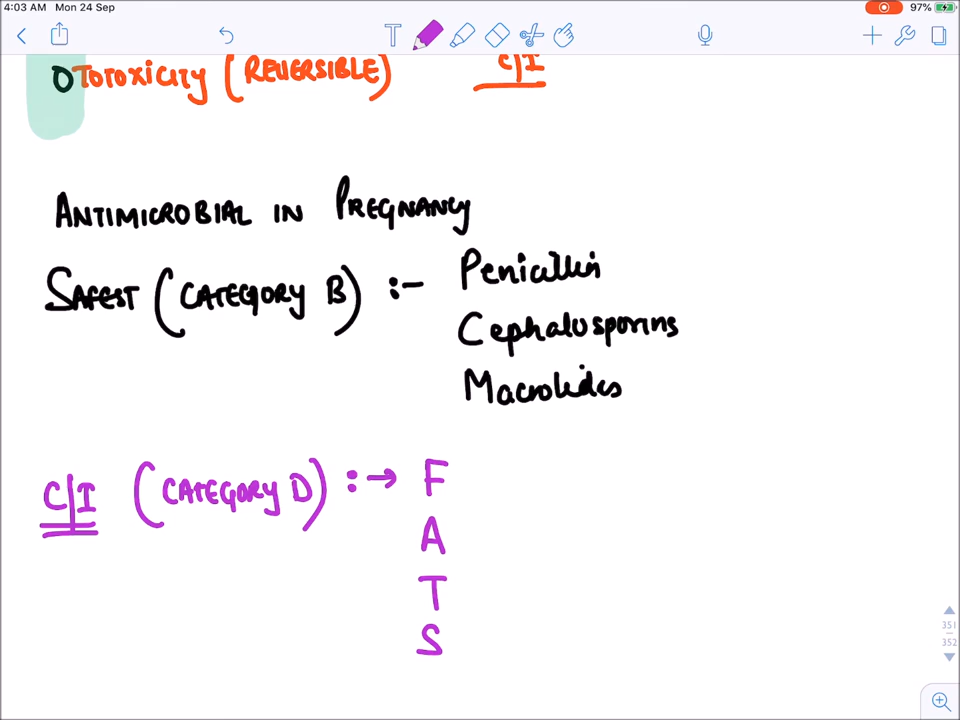 4:03 AM Mon 24 Sep 97%
OTOTOXICITY (REVERSIBLE) C/I
ANTIMICROBIAL IN PREGNANCY
SAFEST (CATEGORY B) :- Penicillin
Cephalosporins
Macrolides
C/I (CATEGORY D) :→ F
A
T
S
351
352